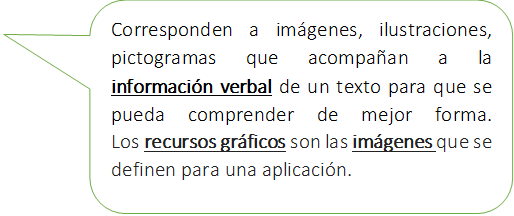 Corresponden a imágenes, ilustraciones,
pictogramas que acompañan a la
información verbal de un texto para que se
pueda comprender de mejor forma.
Los recursos gráficos son las imágenes que se
definen para una aplicación.